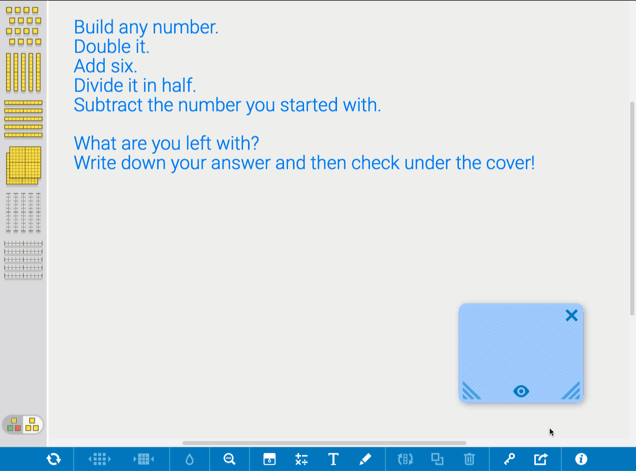 Build any number.
Double it.
Add six.
Divide it in half.
Subtract the number you started with.
What are you left with?
Write down your answer and then check under the cover!